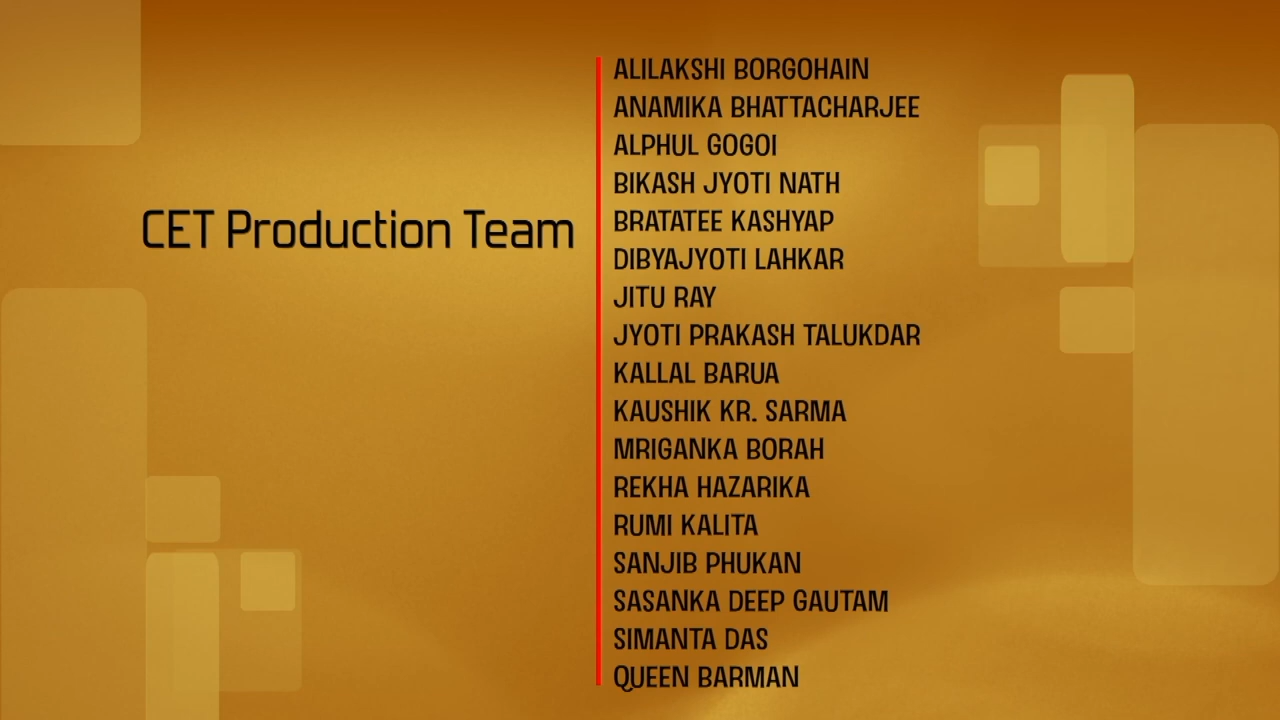 CET Production Team
ALILAKSHI BORGOHAIN
ANAMIKA BHATTACHARJEE
ALPHUL GOGOI
BIKASH JYOTI NATH
BRATATEE KASHYAP
DIBYAJYOTI LAHKAR
JITU RAY
JYOTI PRAKASH TALUKDAR
KALLAL BARUA
KAUSHIK KR. SARMA
MRIGANKA BORAH
REKHA HAZARIKA
RUMI KALITA
SANJIB PHUKAN
SASANKA DEEP GAUTAM
SIMANTA DAS
QUEEN BARMAN